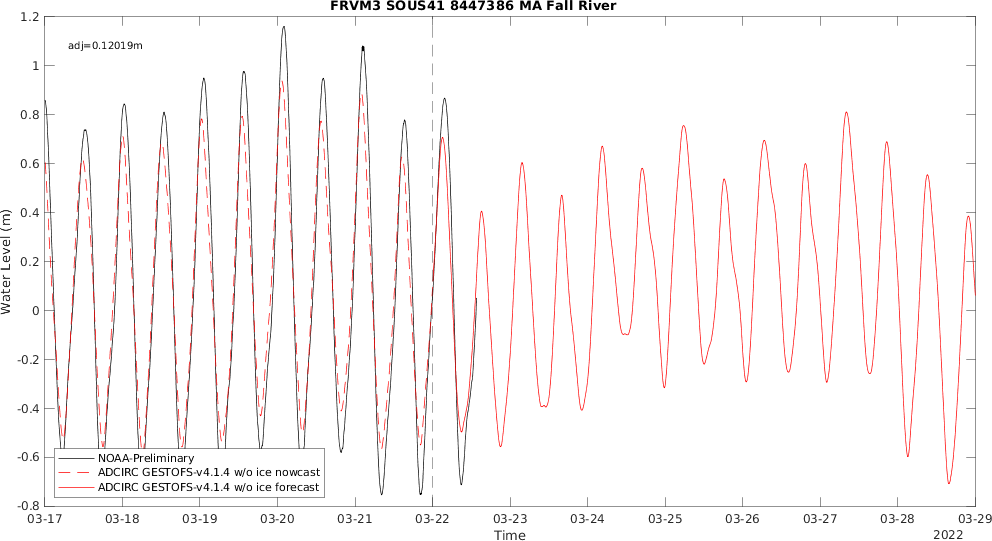 FRVM3 SOUS41 8447386 MA Fall River
adj=0.12019m
Water Level (m)
1.2
1
0.8
0.6
0.4
0.2
0
-0.2
-0.4
-0.6
-0.8
NOAA-Preliminary
ADCIRC GESTOFS-v4.1.4 w/o ice nowcast
ADCIRC GESTOFS-v4.1.4 w/o ice forecast
03-17 03-18 03-19 03-20 03-21 03-22 03-23 03-24 03-25 03-26 03-27 03-28 03-29
Time
2022